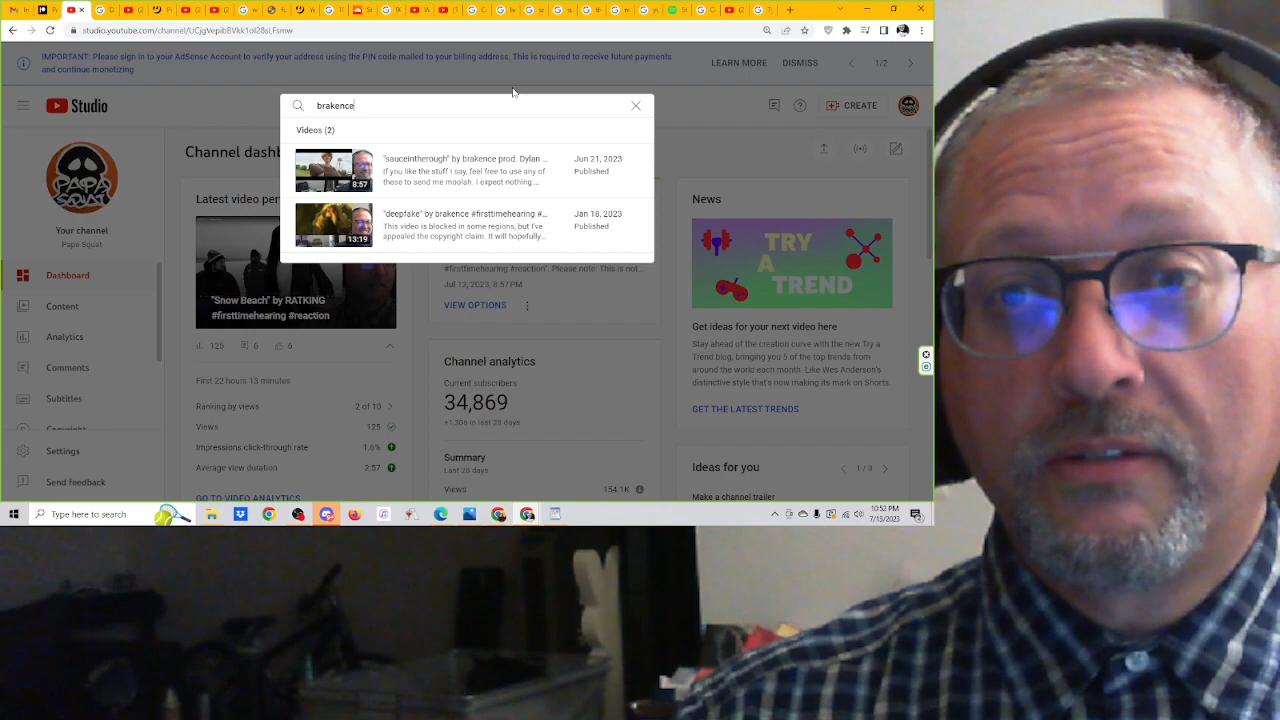 studio.youtube.com/channel/
IMPORTANT: Please sign in to your AdSense Account to verify your address using the PIN code mailed to your billing address. This is required to receive future payments
and continue monetizing
LEARN MORE
DISMISS
1/2
Studio
brakence
CREATE
Videos (2)
Channel dash
"sauceintherough" by brakence prod. Dylan ...
Jun 21, 2023
If you like the stuff I say, feel free to use any of
Published
these to send me moolah. I expect nothing....
8:57
"deepfake" by brakence #firsttimehearing #...
Jan 18, 2023
This video is blocked in some regions, but I've
Published
appealed the copyright claim. It will hopefully...
13:19
PAPA
SQUAT
Your channel
Papa Squat
Dashboard
Content
Analytics
Comments
Subtitles
Copyright
Settings
Send feedback
Latest video per
"Snow Beach" by RATKING
#firsttimehearing #reaction
125
6
6
First 22 hours 13 minutes
Ranking by views
2 of 10
Views
125
Impressions click-through rate
1.6%
Average view duration
2:57
GO TO VIDEO ANALYTICS
#firsttimehearing #reaction". Please note: This is not...
Jul 12, 2023, 8:57 PM
VIEW OPTIONS
Channel analytics
Current subscribers
34,869
in last 28 days
Summary
Last 28 days
Views
154.1K
News
TRY
A
TREND
Get ideas for your next video here
Stay ahead of the creation curve with the new Try a
Trend blog, bringing you 5 of the top trends from
around the world each month. Like Wes Anderson's
distinctive style that's now making its mark on Shorts.
GET THE LATEST TRENDS
Ideas for you
1 / 3
Make a channel trailer
Type here to search
10:52 PM
7/13/2023